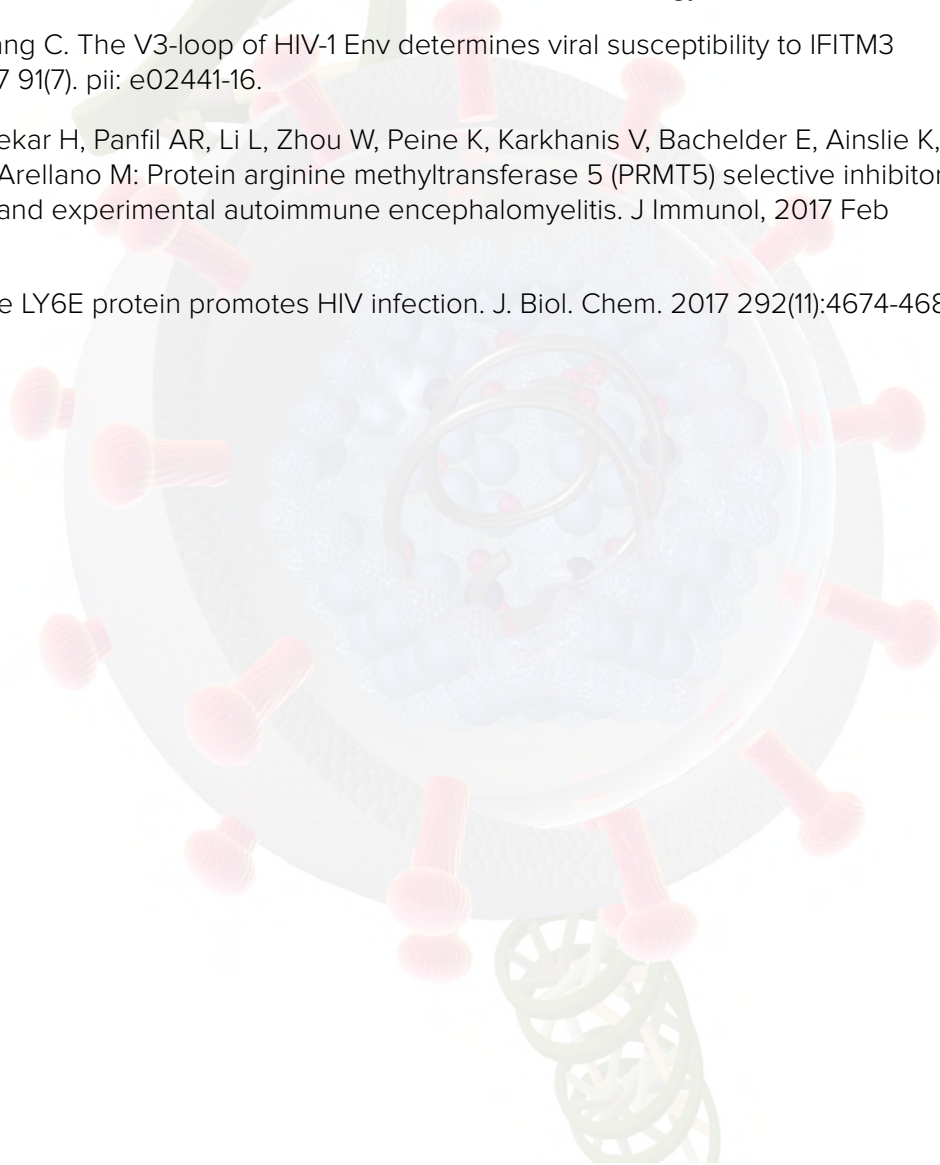 ang C. The V3-loop of HIV-1 Env determines viral susceptibility to IFITM3
7 91(7). pii: e02441-16.
ekar H, Panfil AR, Li L, Zhou W, Peine K, Karkhanis V, Bachelder E, Ainslie K,
Arellano M: Protein arginine methyltransferase 5 (PRMT5) selective inhibitor
and experimental autoimmune encephalomyelitis. J Immunol, 2017 Feb
e LY6E protein promotes HIV infection. J. Biol. Chem. 2017 292(11):4674-468